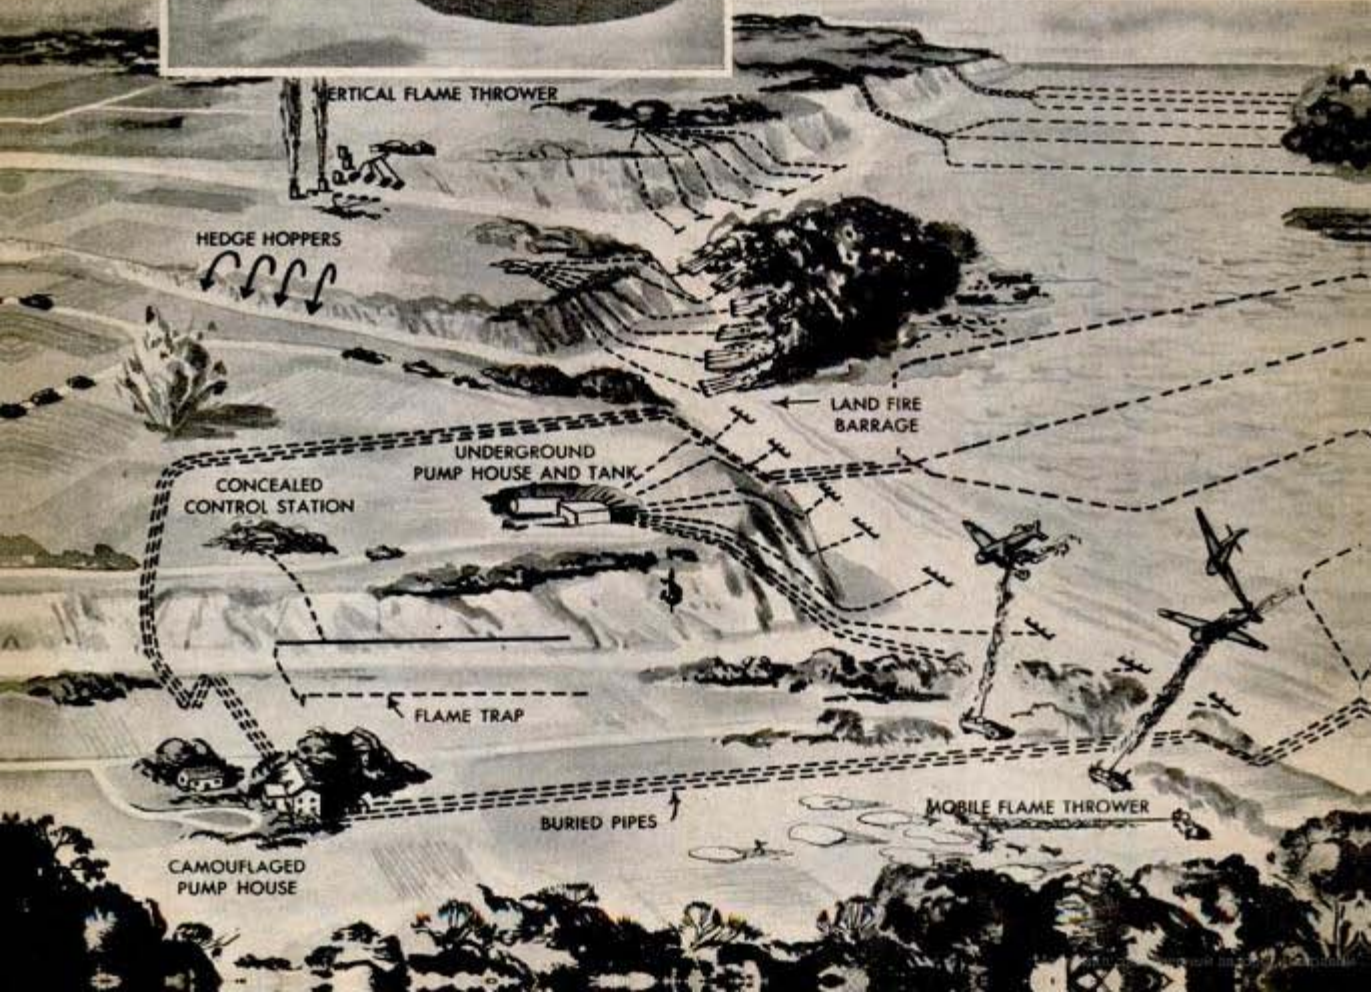 VERTICAL FLAME THROWER
HEDGE HOPPERS
LAND FIRE
BARRAGE
UNDERGROUND
PUMP HOUSE AND TANK
CONCEALED
CONTROL STATION
FLAME TRAP
BURIED PIPES
MOBILE FLAME THROWER
CAMOUFLAGED
PUMP HOUSE